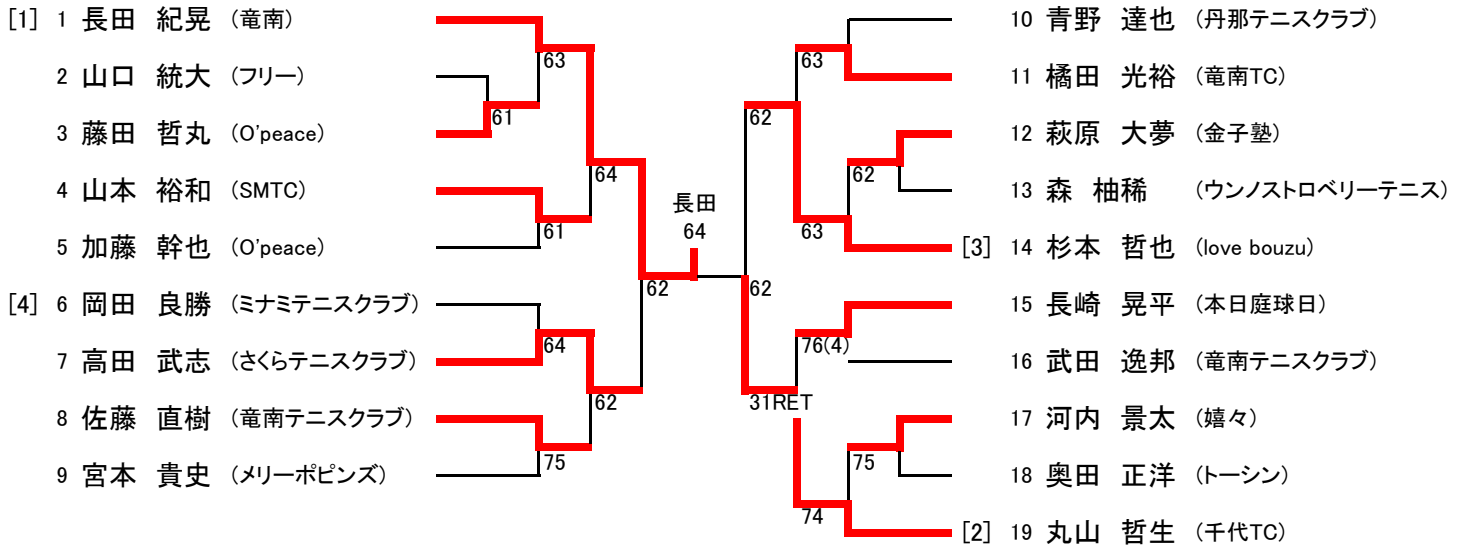 [1] 1 長田 紀晃 (竜南)
2 山口 統大 (フリー)
3 藤田 哲丸 (O'peace)
4 山本 裕和 (SMTC)
5 加藤 幹也 (O'peace)
[4] 6 岡田 良勝 (ミナミテニスクラブ)
7 高田 武志 (さくらテニスクラブ)
8 佐藤 直樹 (竜南テニスクラブ)
9 宮本 貴史 (メリーポピンズ)
63
61
61
64
75
64
62
62
長田
64
62
62
31RET
63
63
76(4)
74
62
75
10 青野 達也 (丹那テニスクラブ)
11 橘田 光裕 (竜南TC)
12 萩原 大夢 (金子塾)
13 森 柚稀 (ウンノストロベリーテニス)
[3] 14 杉本 哲也 (love bouzu)
15 長崎 晃平 (本日庭球日)
16 武田 逸邦 (竜南テニスクラブ)
17 河内 景太 (嬉々)
18 奥田 正洋 (トーシン)
[2] 19 丸山 哲生 (千代TC)